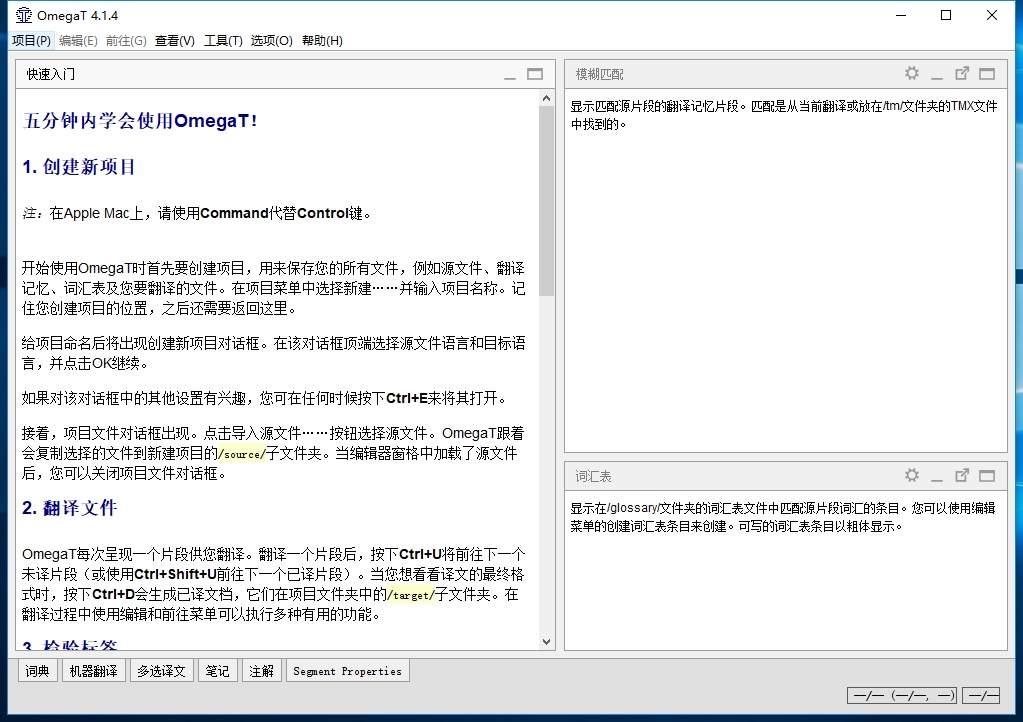 OmegaT 4.1.4
项目(P) 编辑(E) 前往(G) 查看(V) 工具(T) 选项(O) 帮助(H)
快速入门
五分钟内学会使用OmegaT!
1. 创建新项目
注：在Apple Mac上，请使用Command代替Control键。
开始使用OmegaT时首先要创建项目，用来保存您的所有文件，例如源文件、翻译
记忆、词汇表及您要翻译的文件。在项目菜单中选择新建……并输入项目名称。记
住您创建项目的位置，之后还需要返回这里。
给项目命名后将出现创建新项目对话框。在该对话框顶端选择源文件语言和目标语
言，并点击OK继续。
如果对该对话框中的其他设置有兴趣，您可在任何时候按下Ctrl+E来将其打开。
接着，项目文件对话框出现。点击导入源文件……按钮选择源文件。OmegaT跟着
会复制选择的文件到新建项目的/source/子文件夹。当编辑器窗格中加载了源文件
后，您可以关闭项目文件对话框。
2. 翻译文件
OmegaT每次呈现一个片段供您翻译。翻译一个片段后，按下Ctrl+U将前往下一个
未译片段（或使用Ctrl+Shift+U前往下一个已译片段）。当您想看看译文的最终格
式时，按下Ctrl+D会生成已译文档，它们在项目文件夹中的/target/子文件夹。在
翻译过程中使用编辑和前往菜单可以执行多种有用的功能。
3. 检验标签
模糊匹配
显示匹配源片段的翻译记忆片段。匹配是从当前翻译或放在/tm/文件夹的TMX文件
中找到的。
词汇表
显示在/glossary/文件夹的词汇表文件中匹配源片段词汇的条目。您可以使用编辑
菜单的创建词汇表条目来创建。可写的词汇表条目以粗体显示。
词典 机器翻译 多选译文 笔记 注解 Segment Properties
—/— (—/—, —) —/—